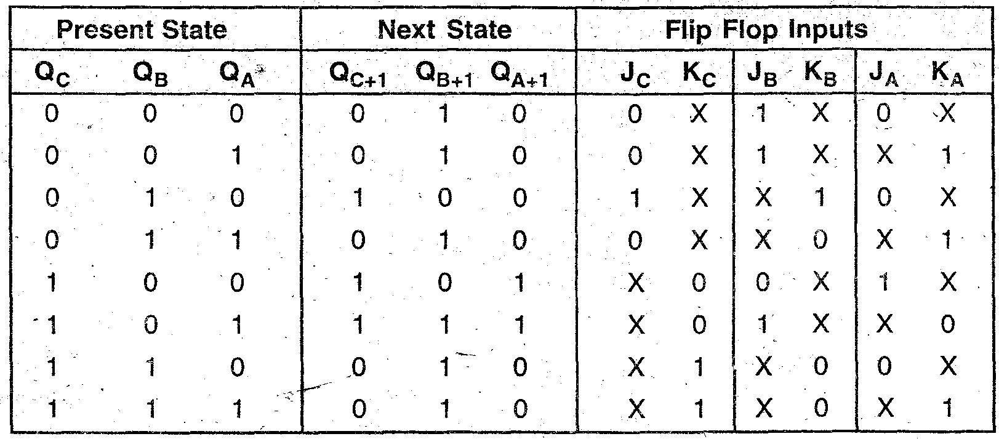 Present State Next State Flip Flop Inputs
Q_C Q_B Q_A Q_C+1 Q_B+1 Q_A+1 J_C K_C J_B K_B J_A K_A
0 0 0 0 1 0 0 X 1 X 0 X
0 0 1 0 1 0 0 X 1 X X 1
0 1 0 1 0 0 1 X X 1 0 X
0 1 1 0 1 0 0 X X 0 X 1
1 0 0 1 0 1 X 0 0 X 1 X
1 0 1 1 1 1 X 0 1 X X 0
1 1 0 0 1 0 X 1 X 0 0 X
1 1 1 0 1 0 X 1 X 0 X 1